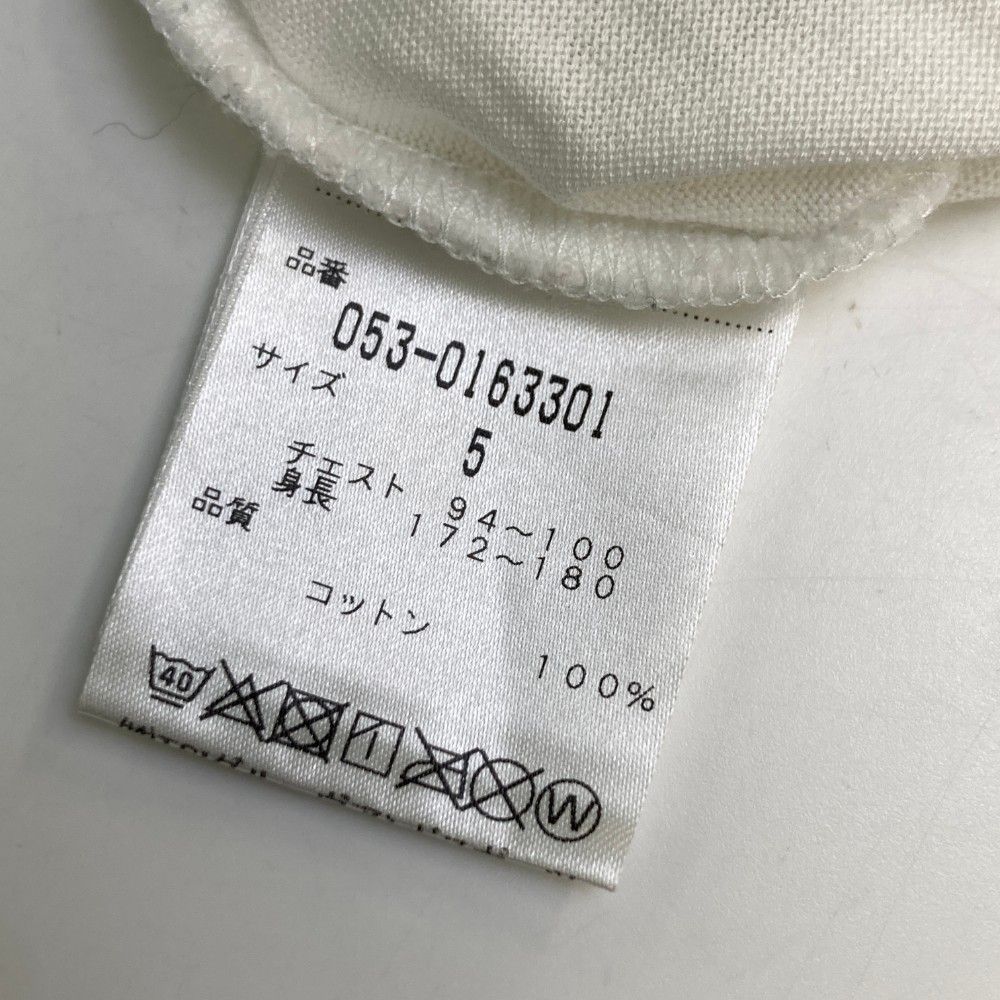 品番
053-0163301
サイズ 5
チェスト 94～100
身長 172～180
品質
コットン 100%
40
W